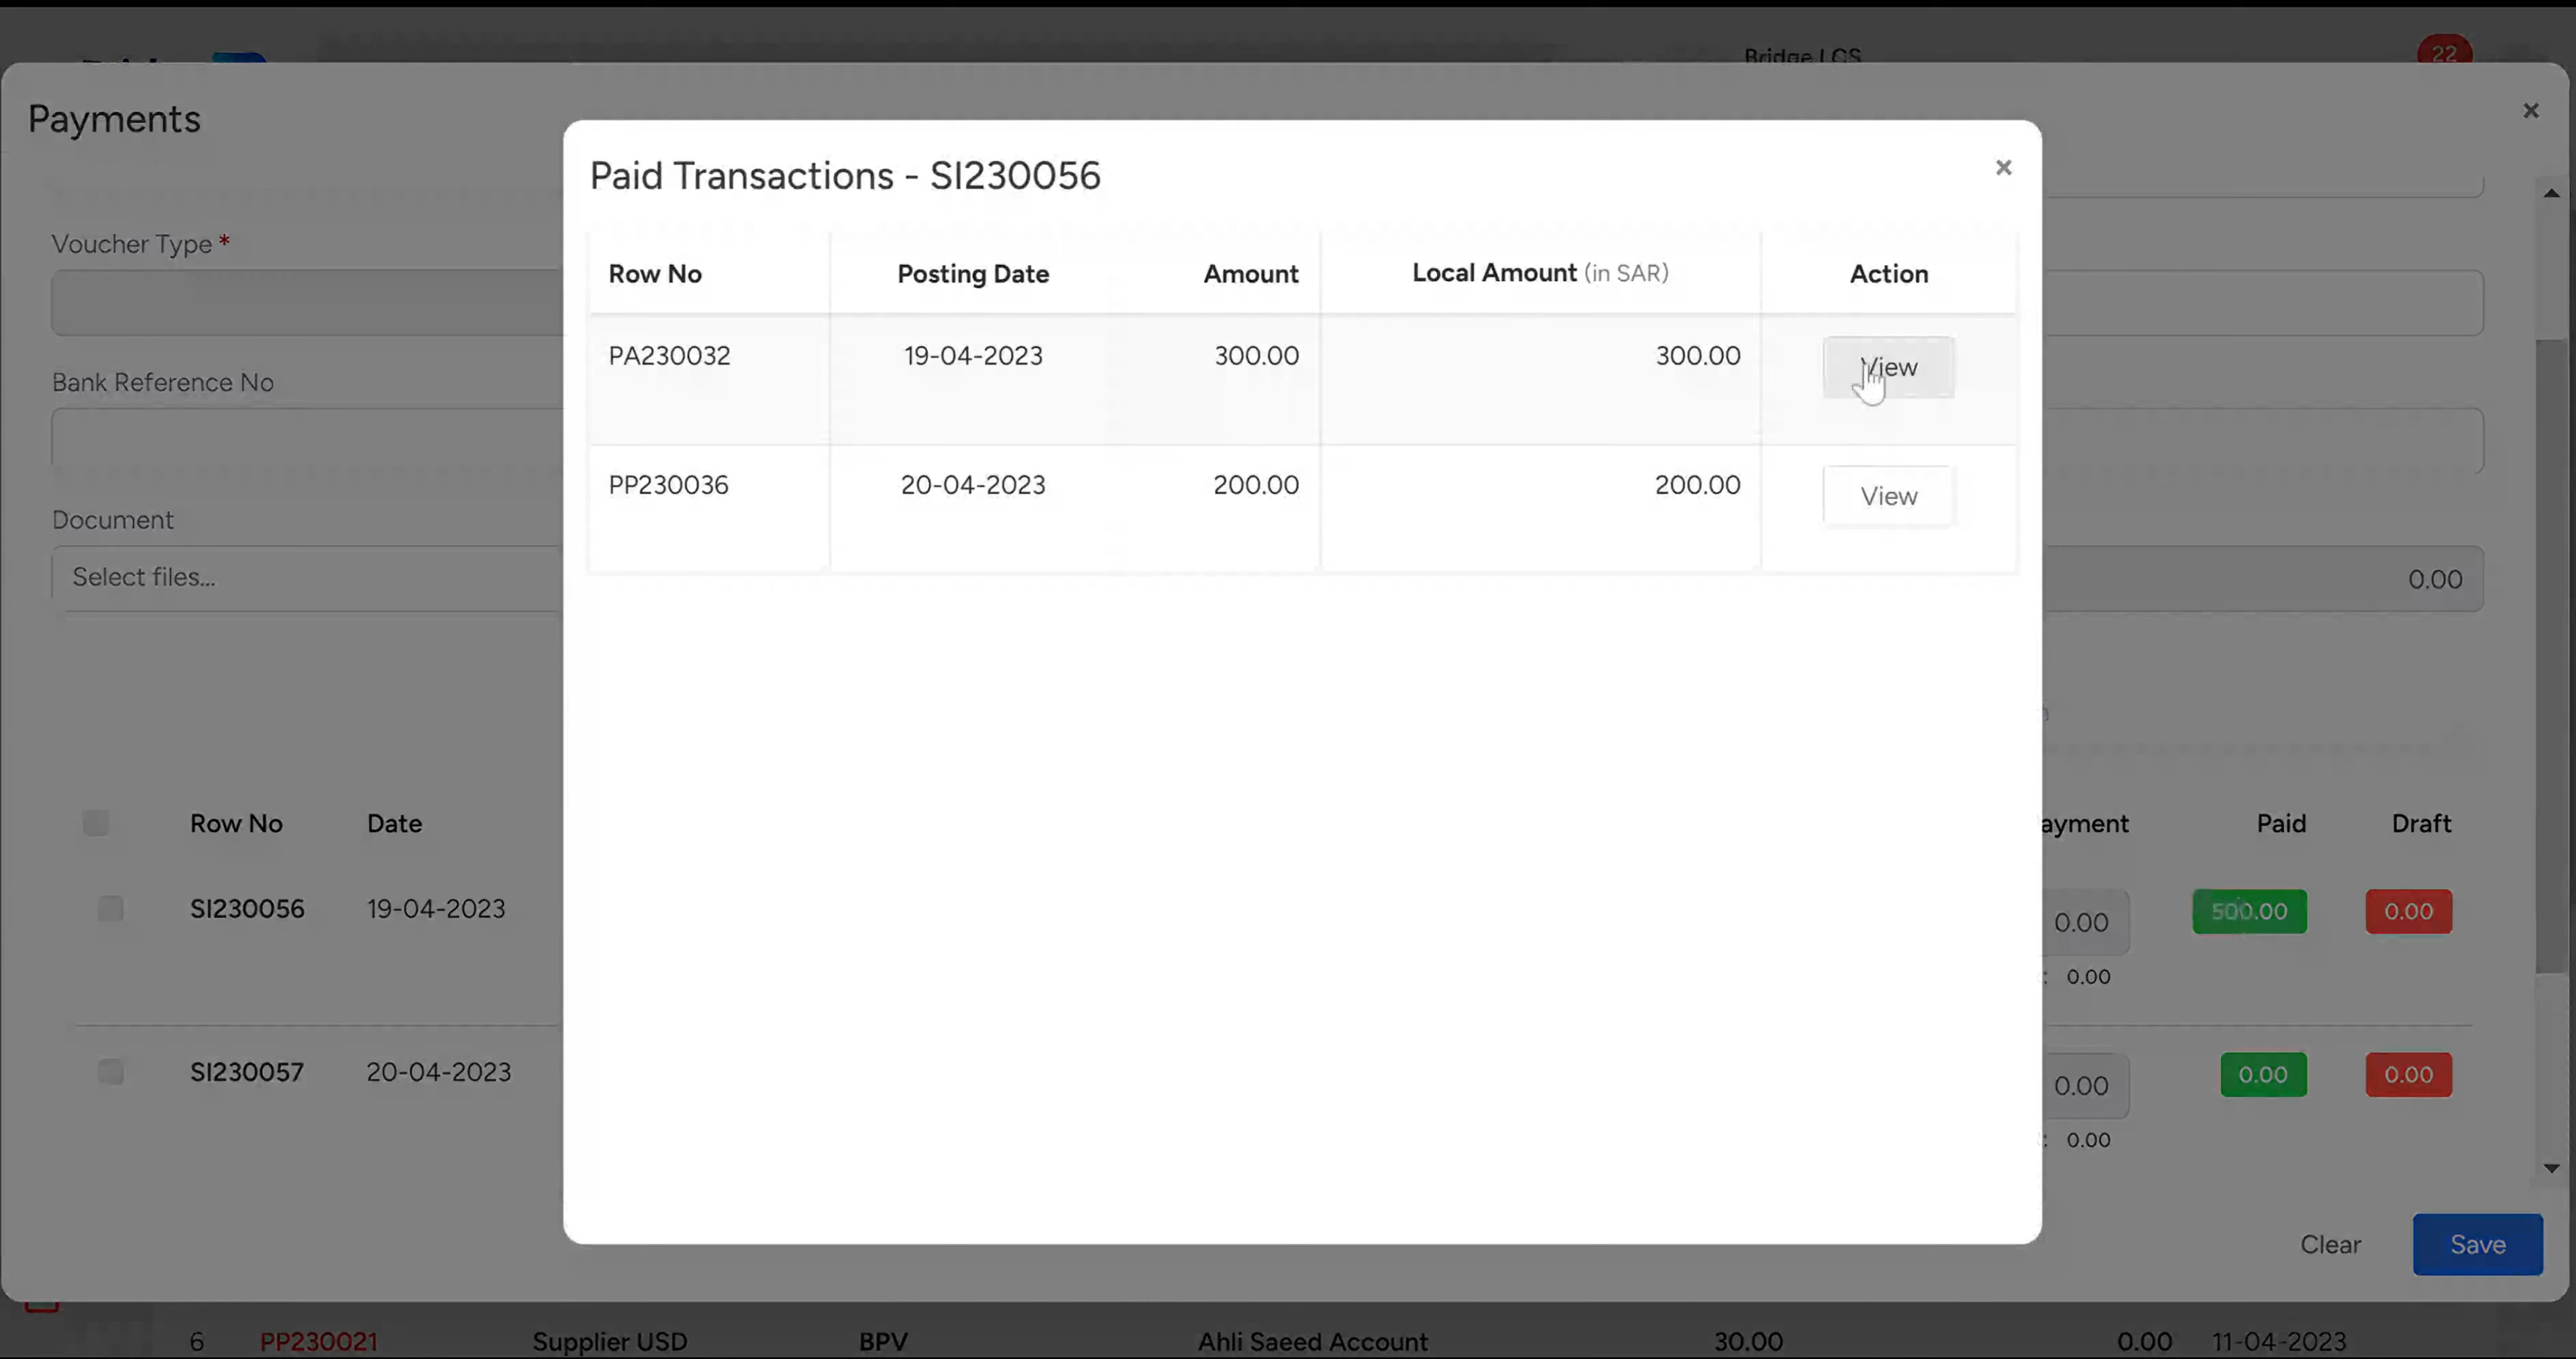 Bridge LCS
22
Payments
Paid Transactions - SI230056
Voucher Type *
Row No Posting Date Amount Local Amount (in SAR) Action
PA230032 19-04-2023 300.00 300.00 View
Bank Reference No
PP230036 20-04-2023 200.00 200.00 View
Document
Select files...
0.00
Row No Date ayment Paid Draft
SI230056 19-04-2023 0.00 500.00 0.00
: 0.00
SI230057 20-04-2023 0.00 0.00 0.00
: 0.00
Clear Save
6 PP230021 Supplier USD BPV Ahli Saeed Account 30.00 0.00 11-04-2023